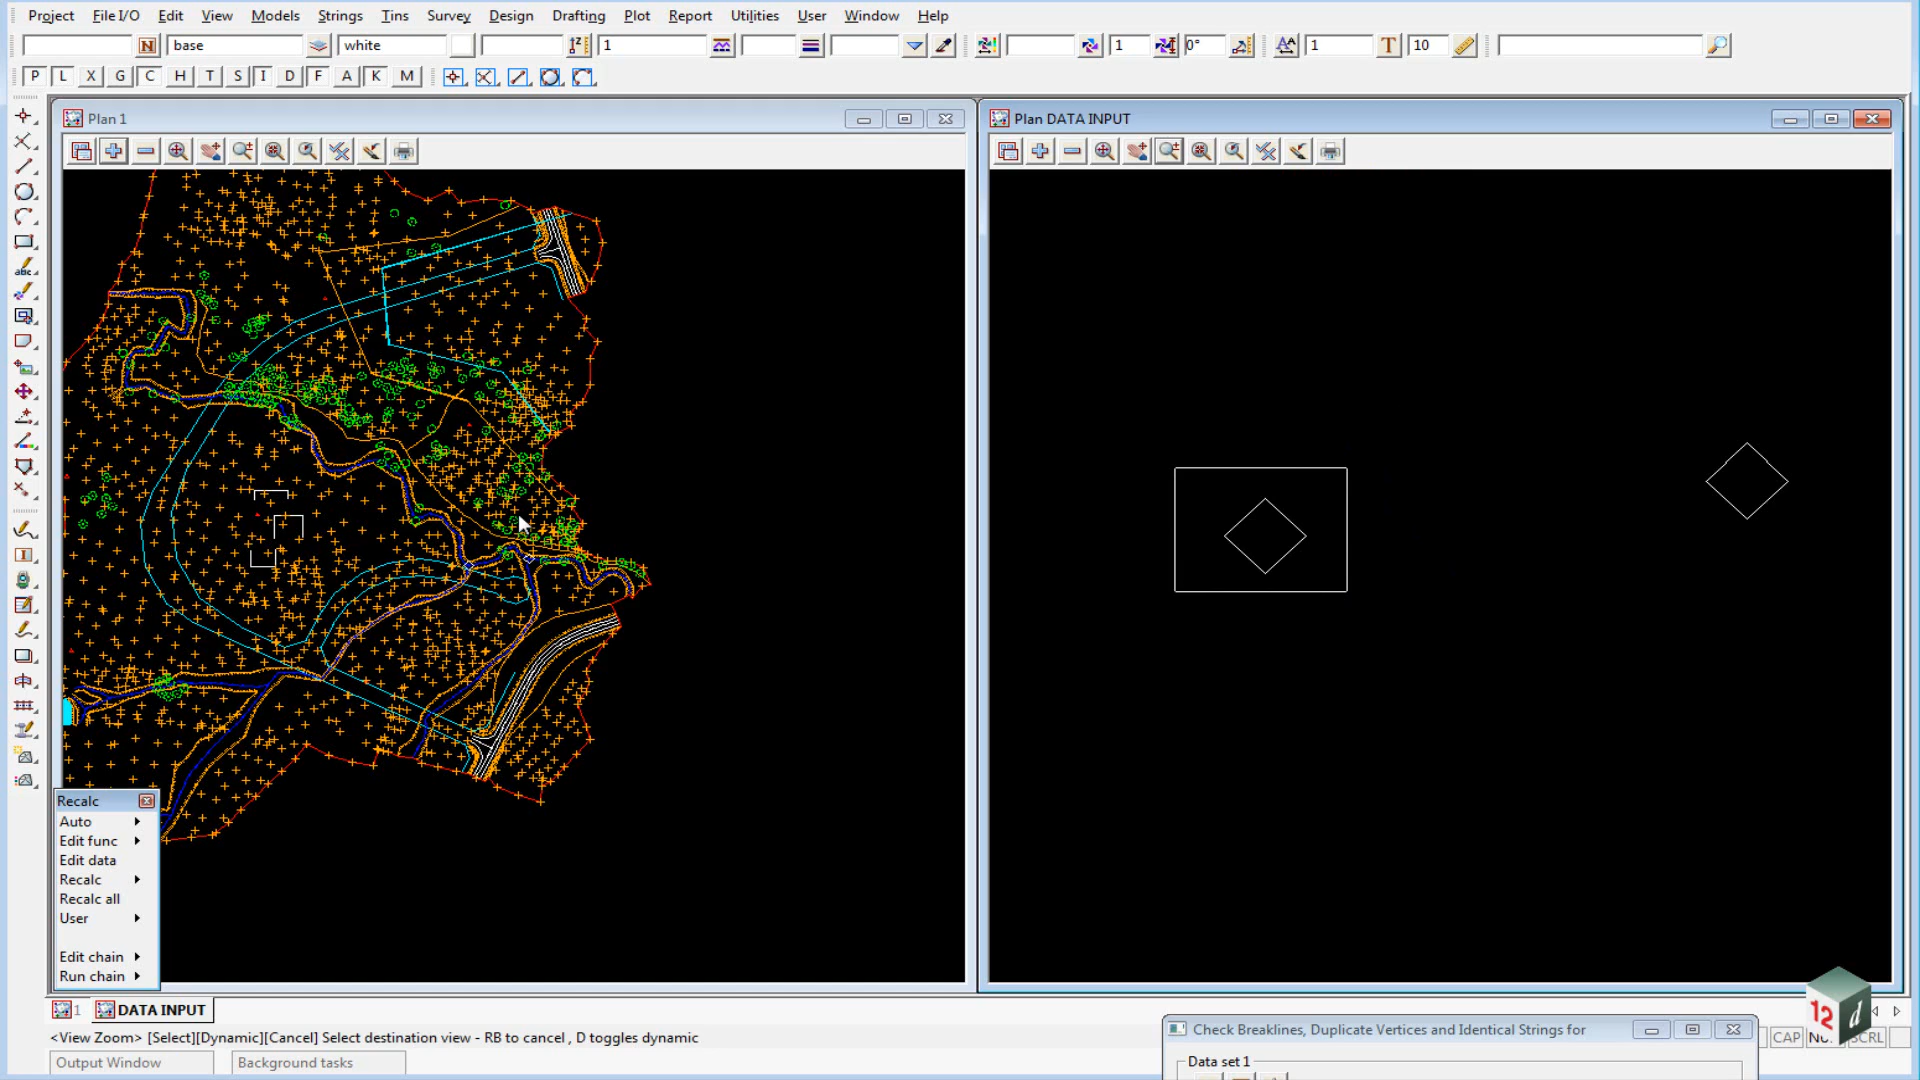 Project File I/O Edit View Models Strings Tins Survey Design Drafting Plot Report Utilities User Window Help
N base white 1 1 0° 1 T 10
P L X G C H T S I D F A K M
Plan 1
Plan DATA INPUT
abc
Recalc
Auto
Edit func
Edit data
Recalc
Recalc all
User
Edit chain
Run chain
1 DATA INPUT
12 d
<View Zoom> [Select][Dynamic][Cancel] Select destination view - RB to cancel , D toggles dynamic
Check Breaklines, Duplicate Vertices and Identical Strings for
CAP
Output Window Background tasks
Data set 1